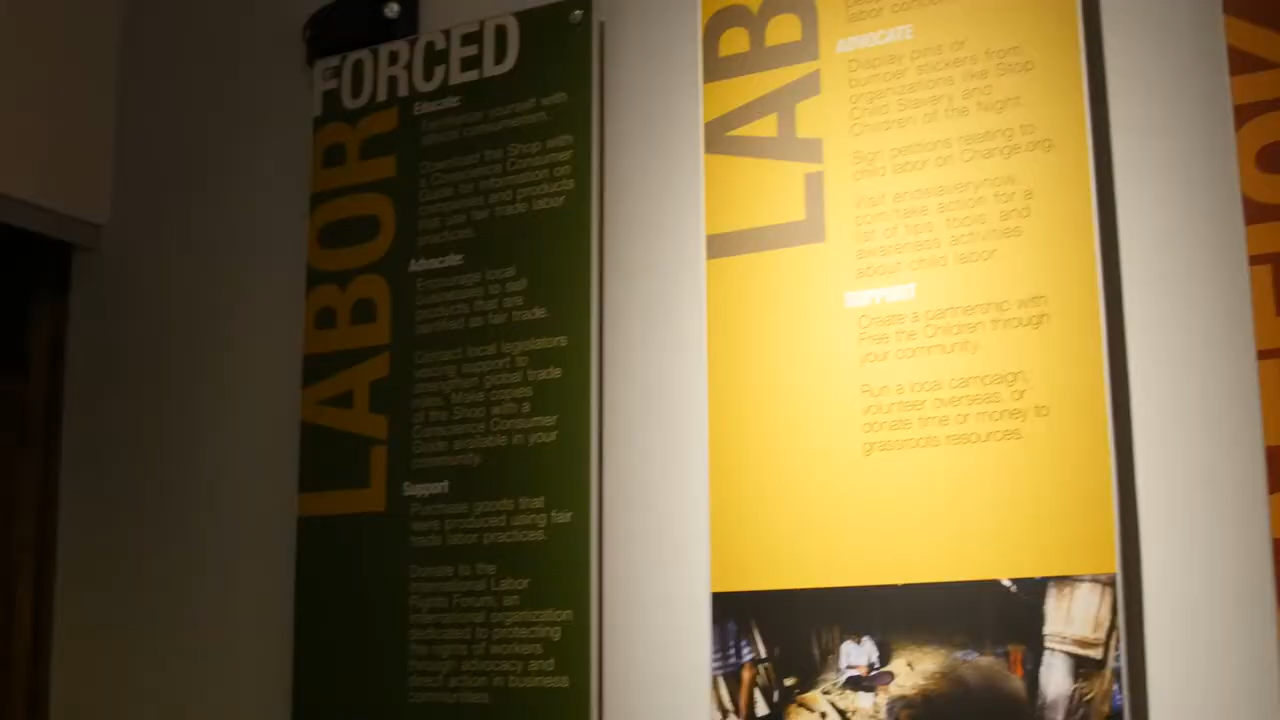 FORCED
LABOR
Educate:
yourself with
Download the Shop with
a Conscience Consumer
Guide for information on
and products
that use fair trade labor
practices.
Advocate:
Encourage local
businesses to sell
products that are
certified as fair trade.
Contact local legislators
voicing support to
strengthen global trade
Make copies
of the Shop with a
Conscience Consumer
Guide available in your
community.
Support
Purchase goods that
were produced using fair
trade labor practices.
Donate to the
International Labor
Rights Forum, an
international organization
dedicated to protecting
the rights of workers
through advocacy and
direct action in business
communities.
LAB
ADVOCATE
Display pins or
bumper stickers from
organizations like Stop
Child Slavery and
Children of the Night.
Sign petitions relating to
child labor on Change.org.
Visit endslaverynow.
com/take action for a
list of tips, tools, and
awareness activities
about child labor.
SUPPORT
Create a partnership with
Free the Children through
your community.
Run a local campaign,
volunteer overseas, or
donate time or money to
grassroots resources.